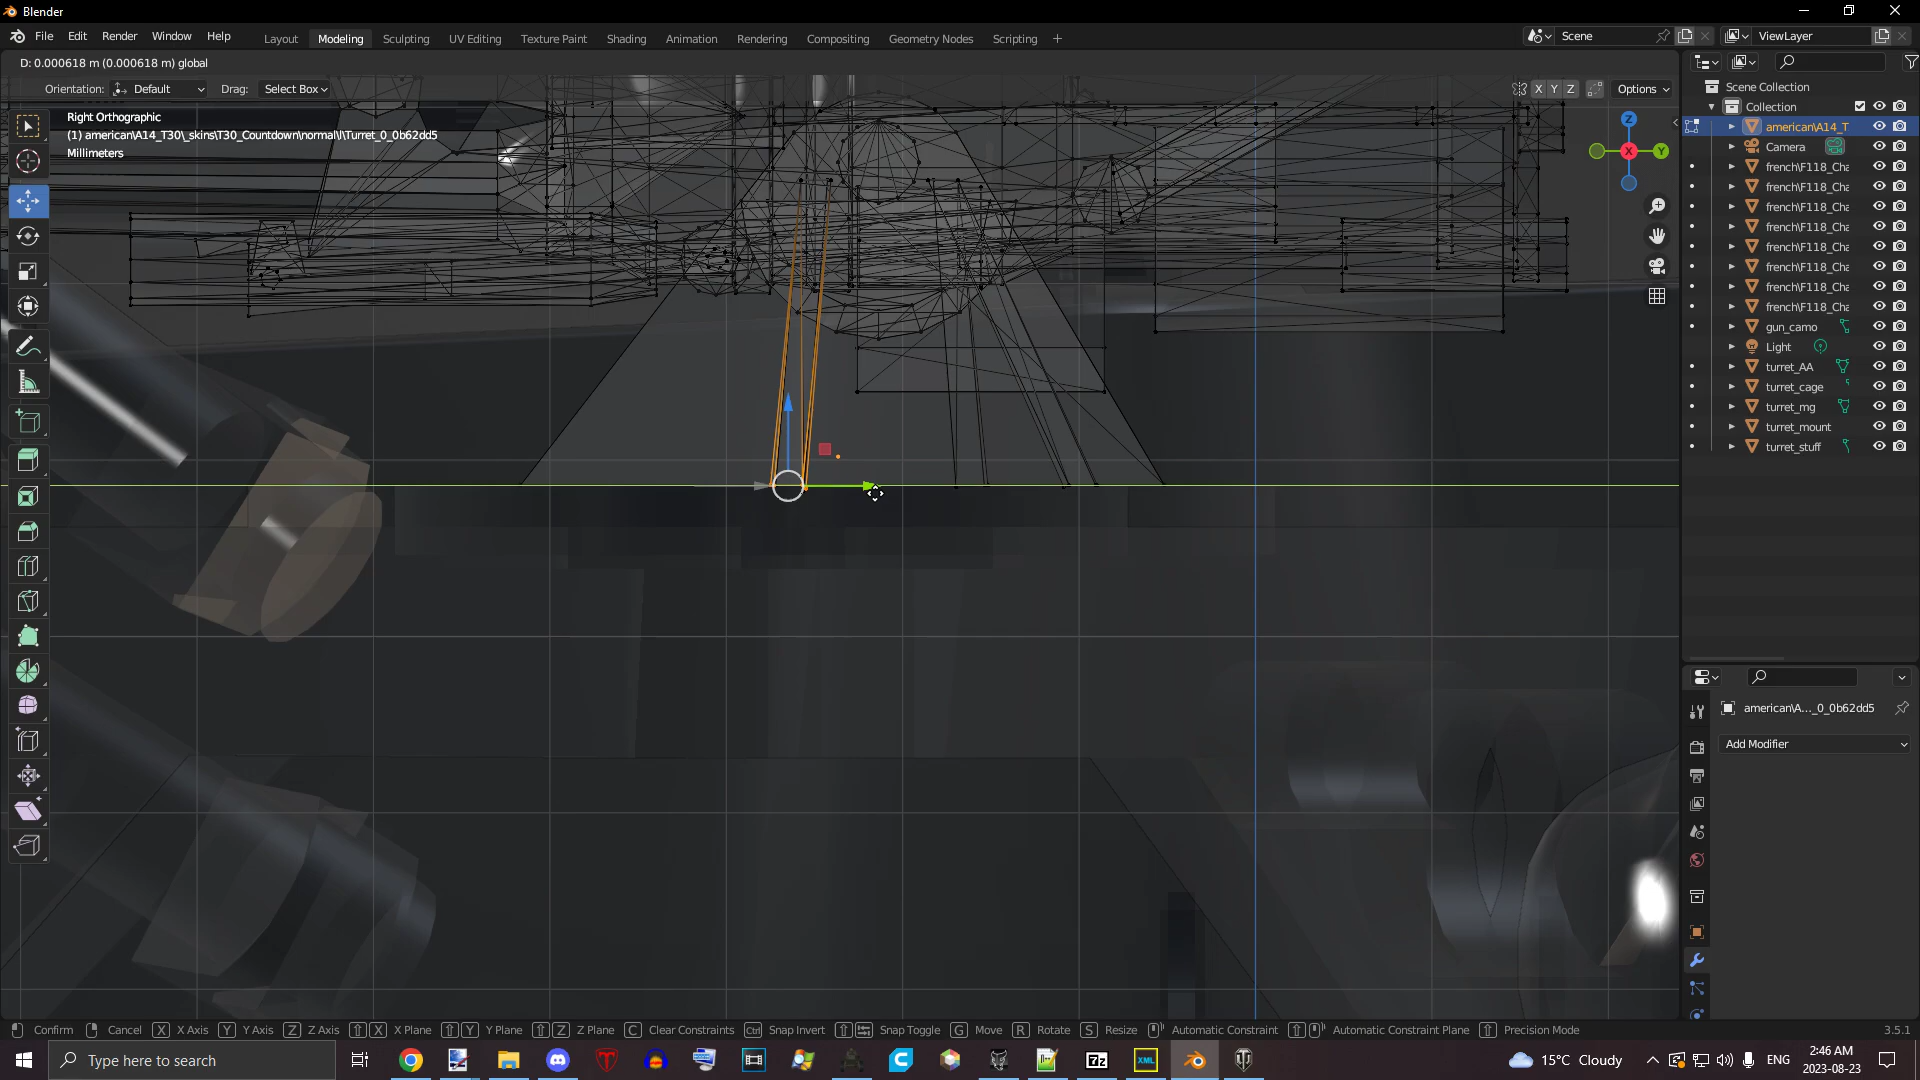 Blender
File Edit Render Window Help Layout Modeling Sculpting UV Editing Texture Paint Shading Animation Rendering Compositing Geometry Nodes Scripting + Scene ViewLayer
D: 0.000618 m (0.000618 m) global
Orientation: Default Drag: Select Box X Y Z Options
Right Orthographic
(1) american\A14_T30\_skins\T30_Countdown\normal\l\Turret_0_0b62dd5
Millimeters
Z
X
Y
Scene Collection
Collection
american\A14_T
Camera
french\F118_Cha
french\F118_Cha
french\F118_Cha
french\F118_Cha
french\F118_Cha
french\F118_Cha
french\F118_Cha
french\F118_Cha
gun_camo
Light
turret_AA
turret_cage
turret_mg
turret_mount
turret_stuff
american\A..._0_0b62dd5
Add Modifier
Confirm Cancel X X Axis Y Y Axis Z Z Axis X X Plane Y Y Plane Z Z Plane C Clear Constraints Ctrl Snap Invert Snap Toggle G Move R Rotate S Resize Automatic Constraint Automatic Constraint Plane Precision Mode 3.5.1
Type here to search
7z
XML
15°C Cloudy
ENG
2:46 AM
2023-08-23